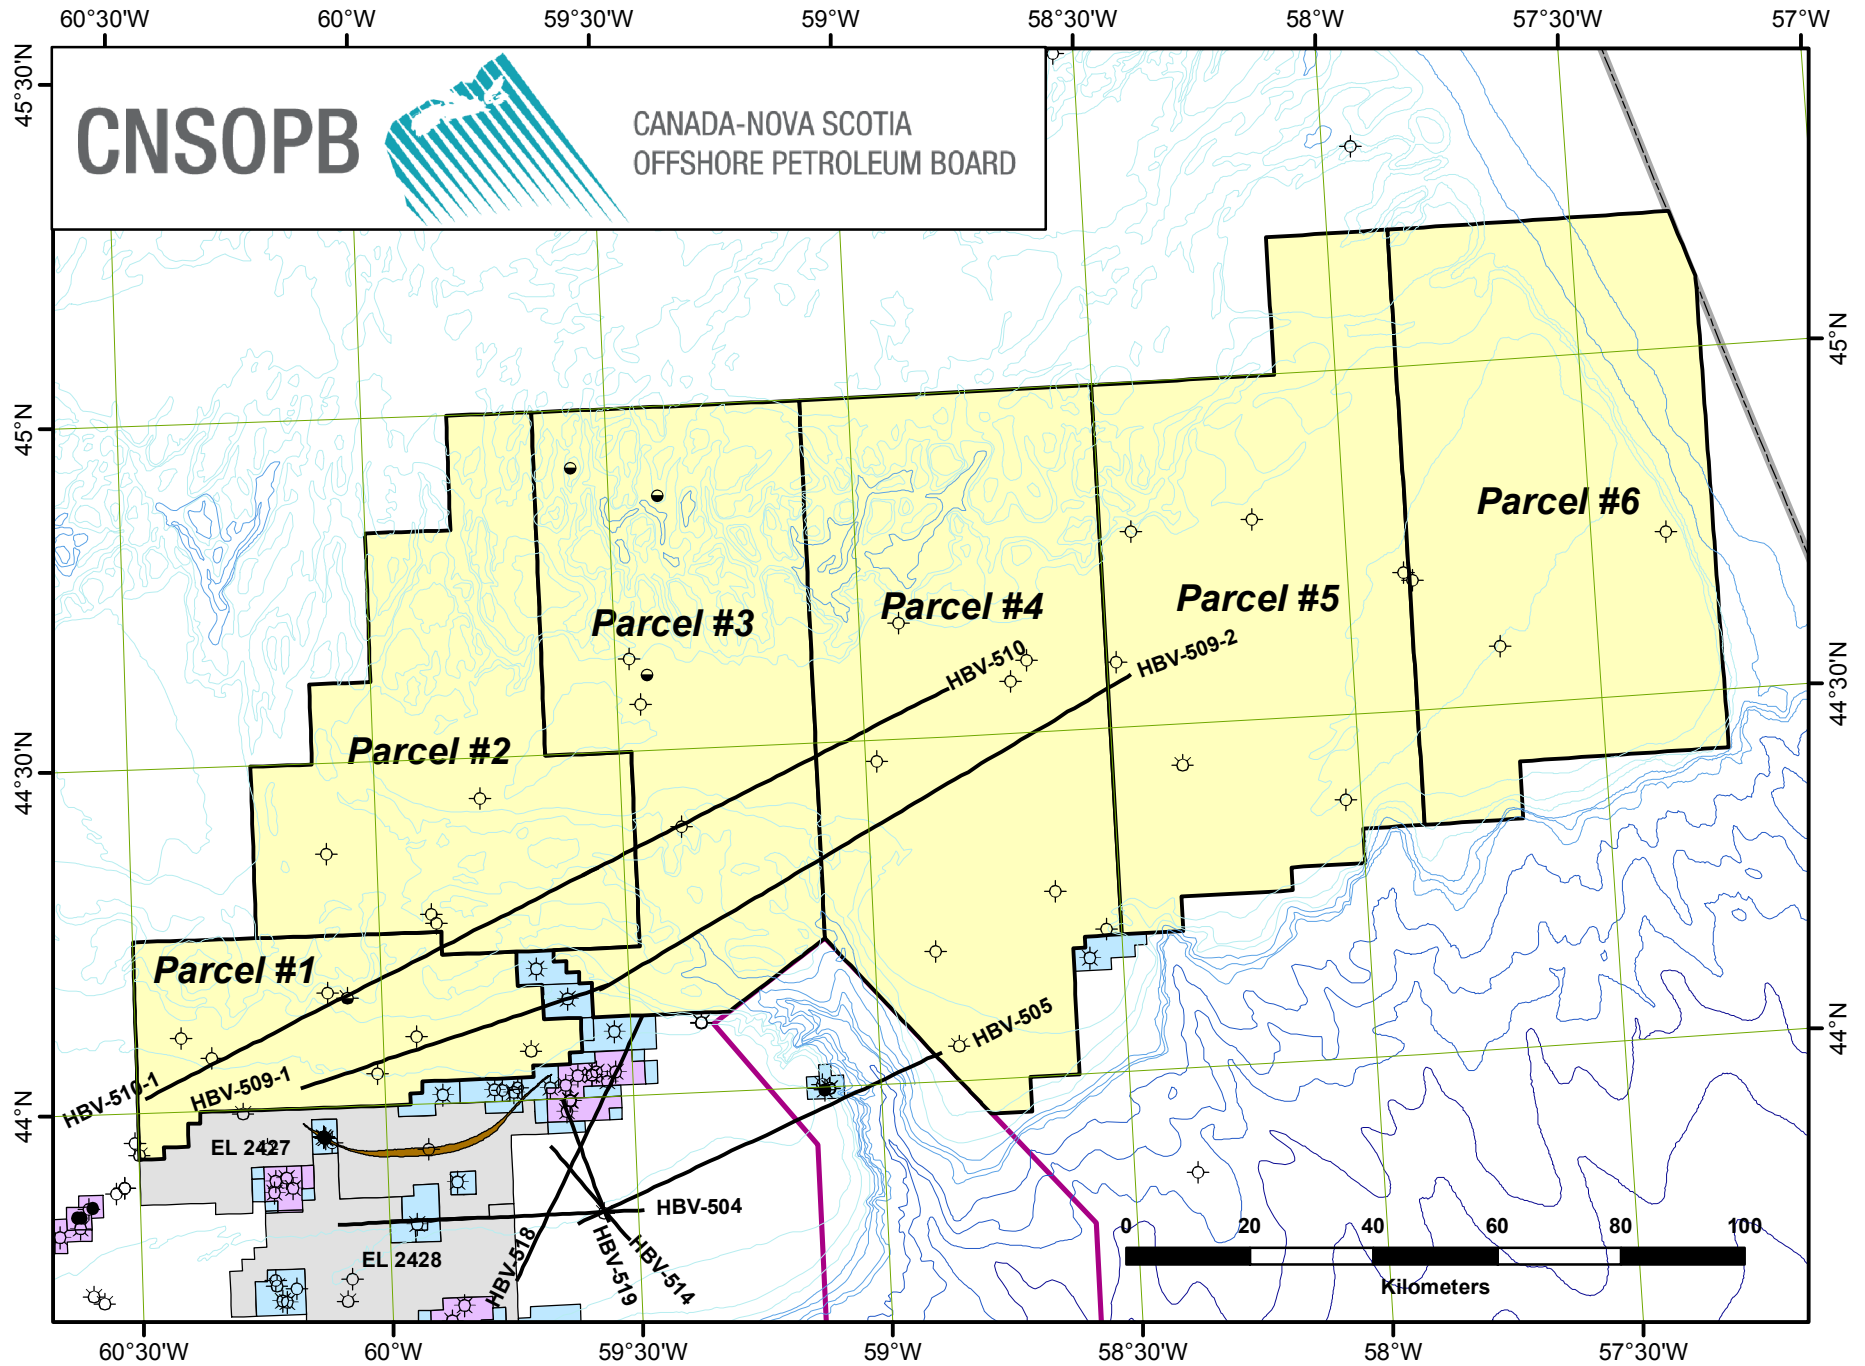 60°30'W 60°W 59°30'W 59°W 58°30'W 58°W 57°30'W 57°W
45°30'N
CNSOPB
CANADA-NOVA SCOTIA
OFFSHORE PETROLEUM BOARD
45°N
45°N
Parcel #6
Parcel #5
Parcel #4
Parcel #3
HBV-509-2
HBV-510
44°30'N
Parcel #2
44°30'N
Parcel #1
HBV-505
44°N
HBV-510-1
HBV-509-1
44°N
EL 2427
HBV-504
0 20 40 60 80 100
EL 2428
HBV-518
HBV-519
HBV-514
Kilometers
60°30'W 60°W 59°30'W 59°W 58°30'W 58°W 57°30'W